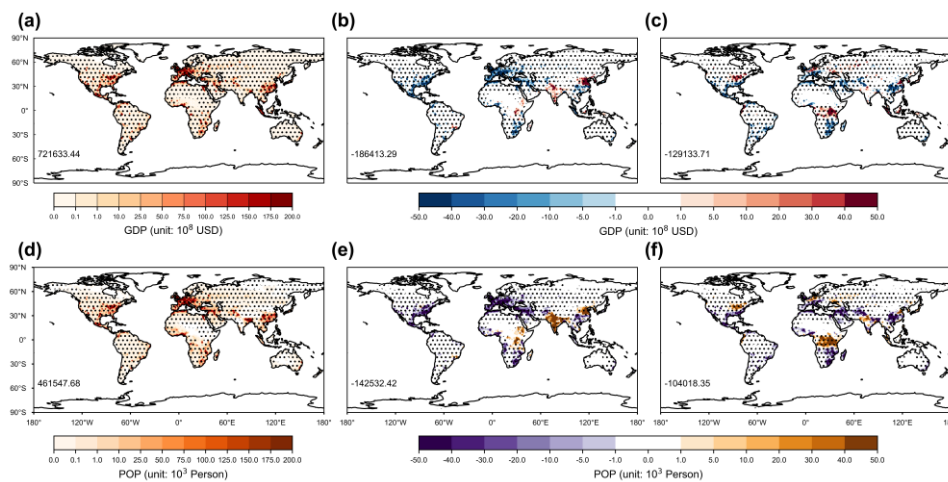 (a)
(b)
(c)
90°N
60°N
30°N
0°
30°S
60°S
90°S
721633.44
-186413.29
-129133.71
0.0 0.1 1.0 10.0 25.0 50.0 75.0 100.0 125.0 150.0 175.0 200.0
GDP (unit: 10⁸ USD)
-50.0 -40.0 -30.0 -20.0 -10.0 -5.0 -1.0 0.0 1.0 5.0 10.0 20.0 30.0 40.0 50.0
GDP (unit: 10⁸ USD)
(d)
(e)
(f)
90°N
60°N
30°N
0°
30°S
60°S
90°S
461547.68
-142532.42
-104018.35
180° 120°W 60°W 0° 60°E 120°E 180° 120°W 60°W 0° 60°E 120°E 180° 120°W 60°W 0° 60°E 120°E 180°
0.0 0.1 1.0 10.0 25.0 50.0 75.0 100.0 125.0 150.0 175.0 200.0
POP (unit: 10³ Person)
-50.0 -40.0 -30.0 -20.0 -10.0 -5.0 -1.0 0.0 1.0 5.0 10.0 20.0 30.0 40.0 50.0
POP (unit: 10³ Person)